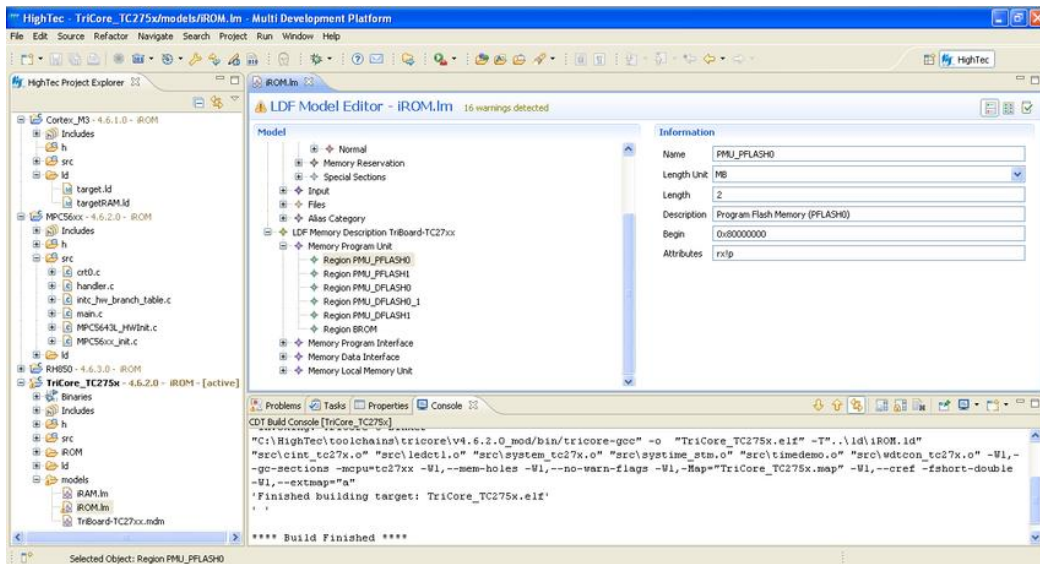 HighTec - TriCore_TC275x/models/iROM.lm - Multi Development Platform
File Edit Source Refactor Navigate Search Project Run Window Help
HighTec
HighTec Project Explorer
Cortex_M3 - 4.6.1.0 - iROM
Includes
h
src
ld
target.ld
targetRAM.ld
MPC56xx - 4.6.2.0 - iROM
Includes
h
src
crt0.c
handler.c
intc_hw_branch_table.c
main.c
MPC5643L_HWInit.c
MPC56xx_init.c
ld
RH850 - 4.6.3.0 - iROM
TriCore_TC275x - 4.6.2.0 - iROM - [active]
Binaries
Includes
h
src
iROM
ld
models
iRAM.lm
iROM.lm
TriBoard-TC27xx.mdm
iROM.lm
LDF Model Editor - iROM.lm 16 warnings detected
Model
Normal
Memory Reservation
Special Sections
Input
Files
Alias Category
LDF Memory Description TriBoard-TC27xx
Memory Program Unit
Region PMU_PFLASH0
Region PMU_PFLASH1
Region PMU_DFLASH0
Region PMU_DFLASH0_1
Region PMU_DFLASH1
Region BROM
Memory Program Interface
Memory Data Interface
Memory Local Memory Unit
Information
Name PMU_PFLASH0
Length Unit MB
Length 2
Description Program Flash Memory (PFLASH0)
Begin 0x80000000
Attributes rx!p
Problems Tasks Properties Console
CDT Build Console [TriCore_TC275x]
"C:\HighTec\toolchains\tricore\v4.6.2.0_mod/bin/tricore-gcc" -o "TriCore_TC275x.elf" -T"..\ld\iROM.ld"
"src\cint_tc27x.o" "src\ledctl.o" "src\system_tc27x.o" "src\systime_stm.o" "src\timedemo.o" "src\wdtcon_tc27x.o" -Wl,-
-gc-sections -mcpu=tc27xx -Wl,--mem-holes -Wl,--no-warn-flags -Wl,-Map="TriCore_TC275x.map" -Wl,--cref -fshort-double
-Wl,--extmap="a"
'Finished building target: TriCore_TC275x.elf'
' '
**** Build Finished ****
Selected Object: Region PMU_PFLASH0